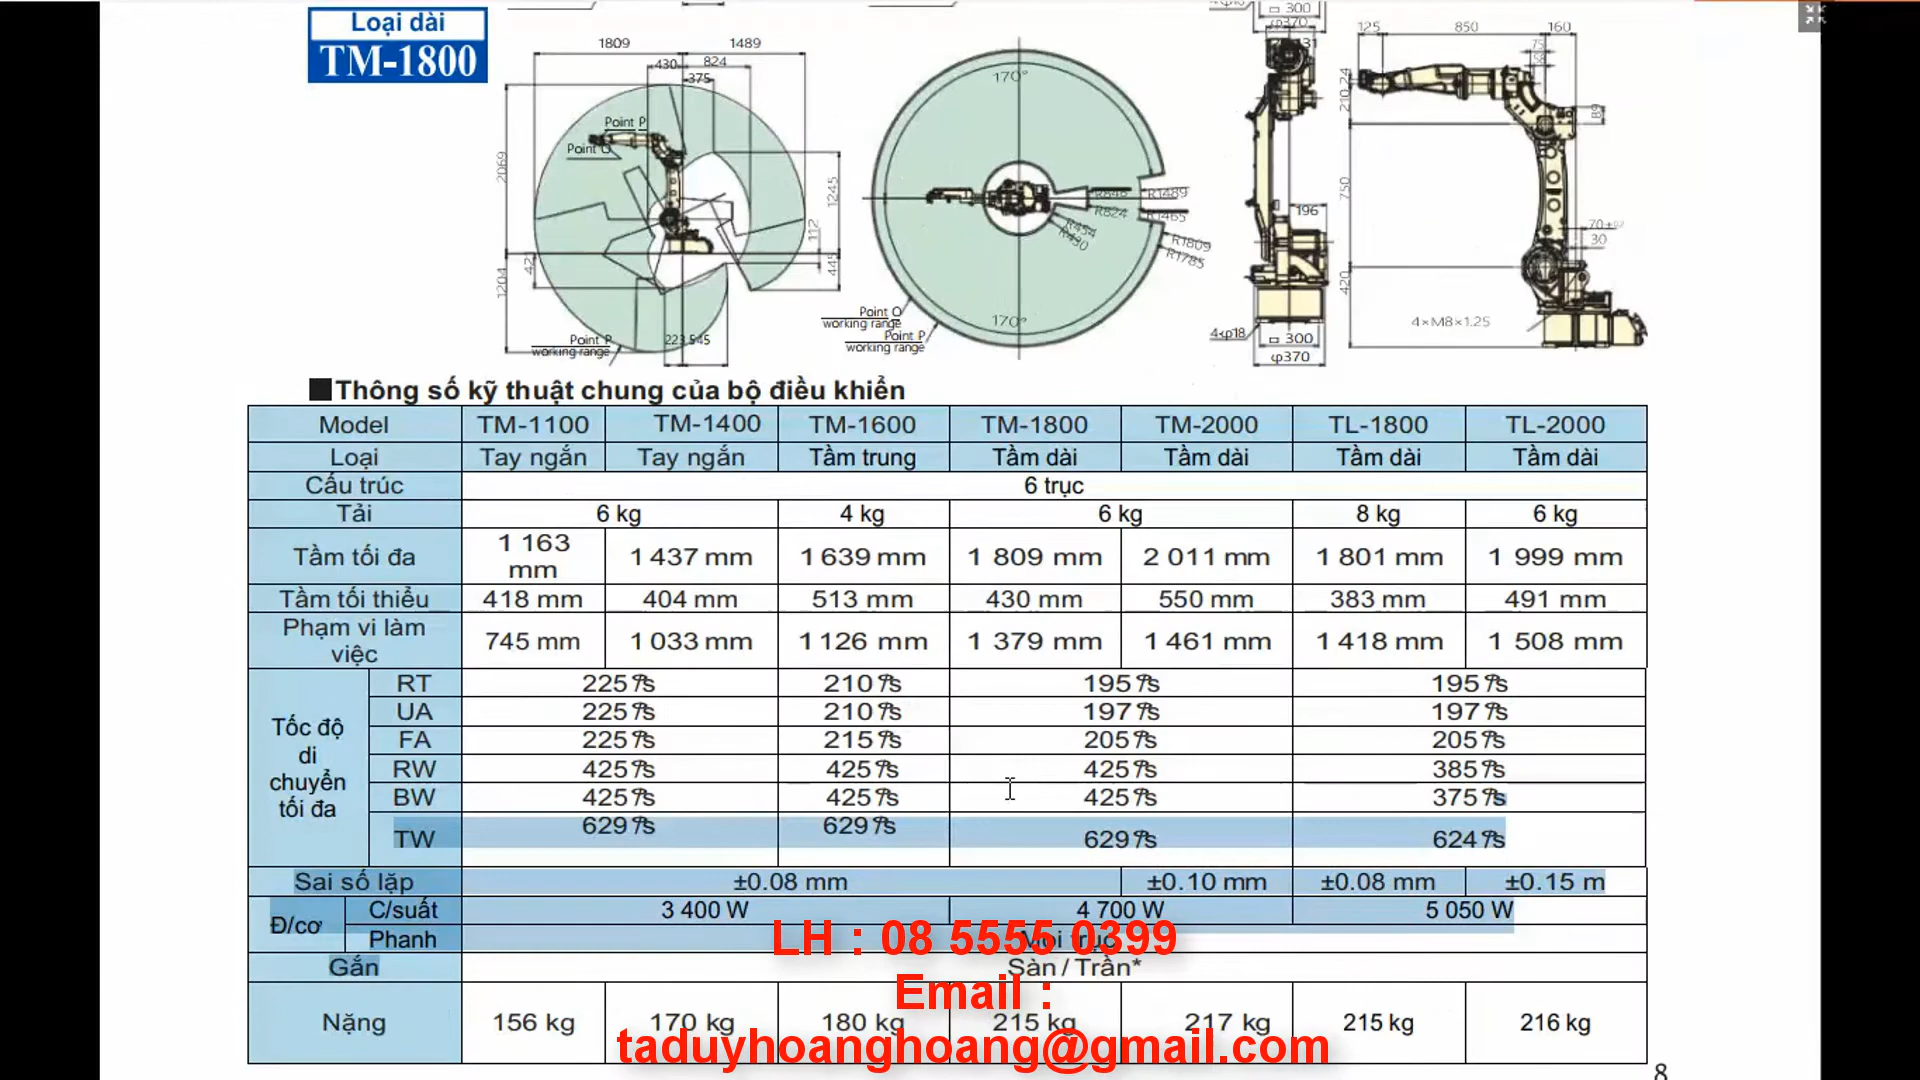 Loại dài
TM-1800
1809
1489
430
824
375
2069
1204
Point P
Point O
1245
112
445
421
223
545
Point P
working range
170°
170°
R1489
R824
R1465
R454
R430
R1809
R1785
Point O
working range
Point P
working range
□ 300
φ370
196
4×φ18
□ 300
φ370
125
850
160
210
24
89
750
420
70
30
4×M8×1.25
■Thông số kỹ thuật chung của bộ điều khiển
Model TM-1100 TM-1400 TM-1600 TM-1800 TM-2000 TL-1800 TL-2000
Loại Tay ngắn Tay ngắn Tầm trung Tầm dài Tầm dài Tầm dài Tầm dài
Cấu trúc 6 trục
Tải 6 kg 4 kg 6 kg 8 kg 6 kg
Tầm tối đa 1 163 mm 1 437 mm 1 639 mm 1 809 mm 2 011 mm 1 801 mm 1 999 mm
Tầm tối thiểu 418 mm 404 mm 513 mm 430 mm 550 mm 383 mm 491 mm
Phạm vi làm việc 745 mm 1 033 mm 1 126 mm 1 379 mm 1 461 mm 1 418 mm 1 508 mm
Tốc độ di chuyển tối đa
RT 225°/s 210°/s 195°/s 195°/s
UA 225°/s 210°/s 197°/s 197°/s
FA 225°/s 215°/s 205°/s 205°/s
RW 425°/s 425°/s 425°/s 385°/s
BW 425°/s 425°/s 425°/s 375°/s
TW 629°/s 629°/s 629°/s 624°/s
Sai số lặp ±0.08 mm ±0.10 mm ±0.08 mm ±0.15 m
Đ/cơ
C/suất 3 400 W 4 700 W 5 050 W
Phanh Mọi trục
Gắn Sàn / Trần*
Nặng 156 kg 170 kg 180 kg 215 kg 217 kg 215 kg 216 kg
LH : 08 5555 0399
Email :
taduyhoanghoang@gmail.com
8